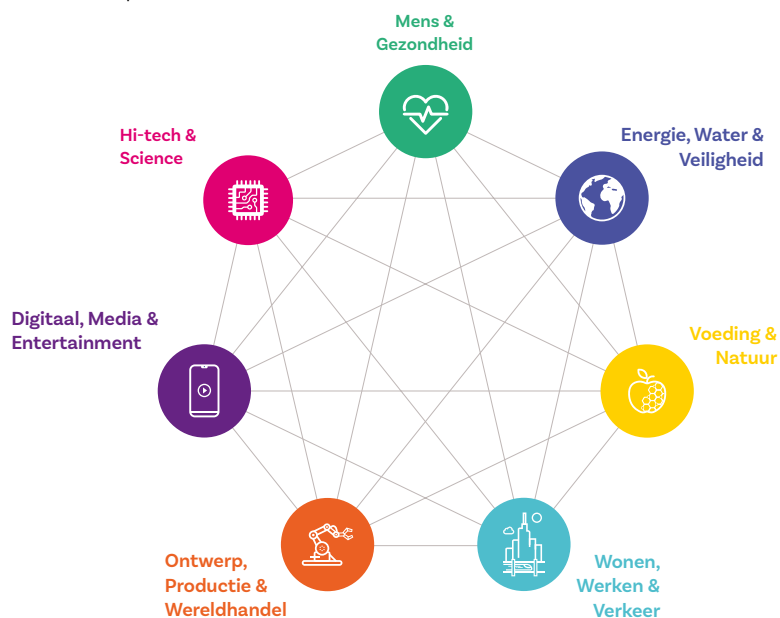 Mens &
Gezondheid
Hi-tech &
Science
Energie, Water &
Veiligheid
Digitaal, Media &
Entertainment
Voeding &
Natuur
Ontwerp,
Productie &
Wereldhandel
Wonen,
Werken &
Verkeer